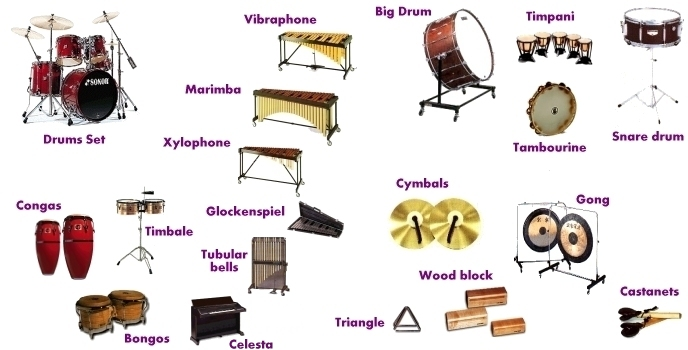 Vibraphone
Big Drum
Timpani
SONOR
Marimba
Drums Set
Xylophone
Tambourine
Snare drum
Congas
Timbale
Glockenspiel
Cymbals
Gong
Tubular
bells
Wood block
Castanets
Bongos
Celesta
Triangle